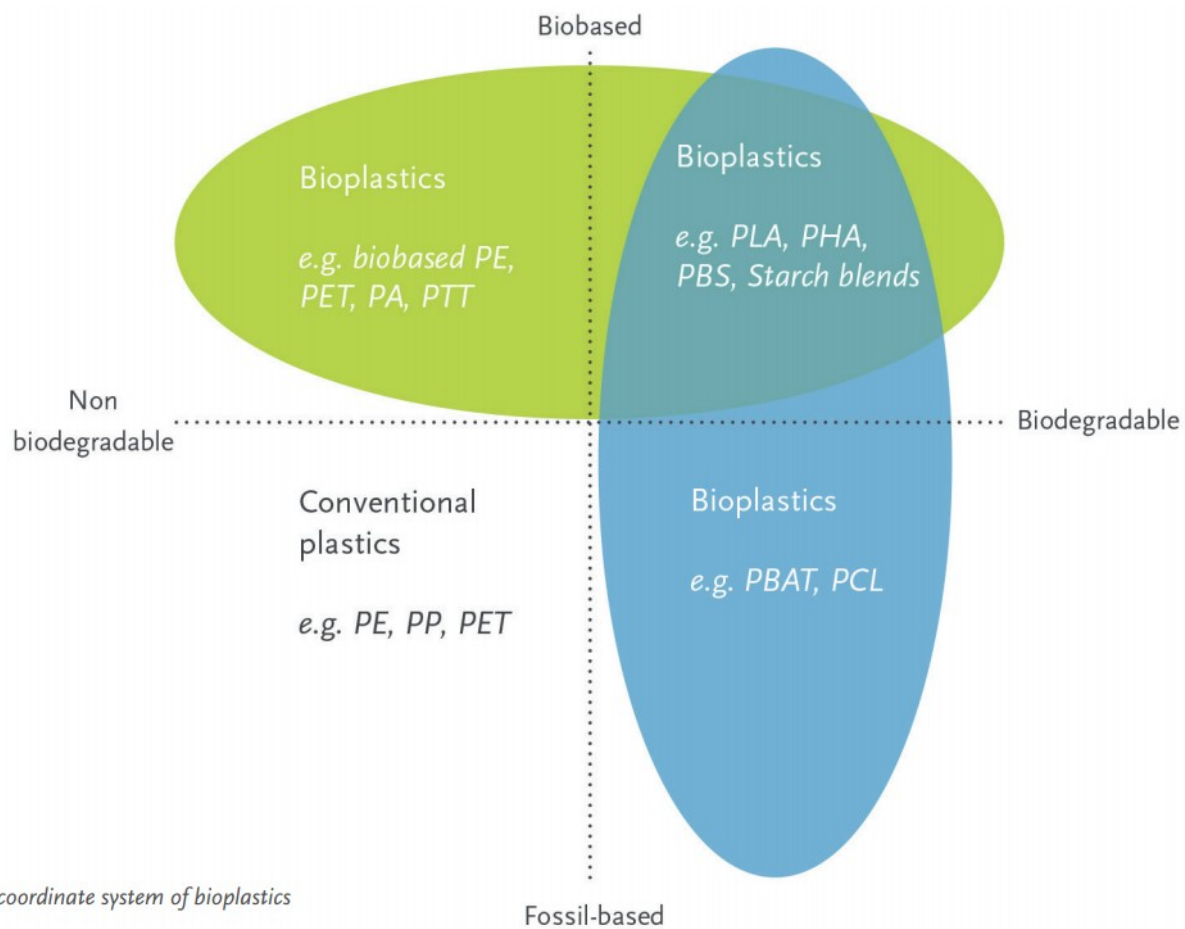 Biobased
Bioplastics
e.g. biobased PE,
PET, PA, PTT
Bioplastics
e.g. PLA, PHA,
PBS, Starch blends
Non
biodegradable
Biodegradable
Conventional
plastics
e.g. PE, PP, PET
Bioplastics
e.g. PBAT, PCL
coordinate system of bioplastics
Fossil-based